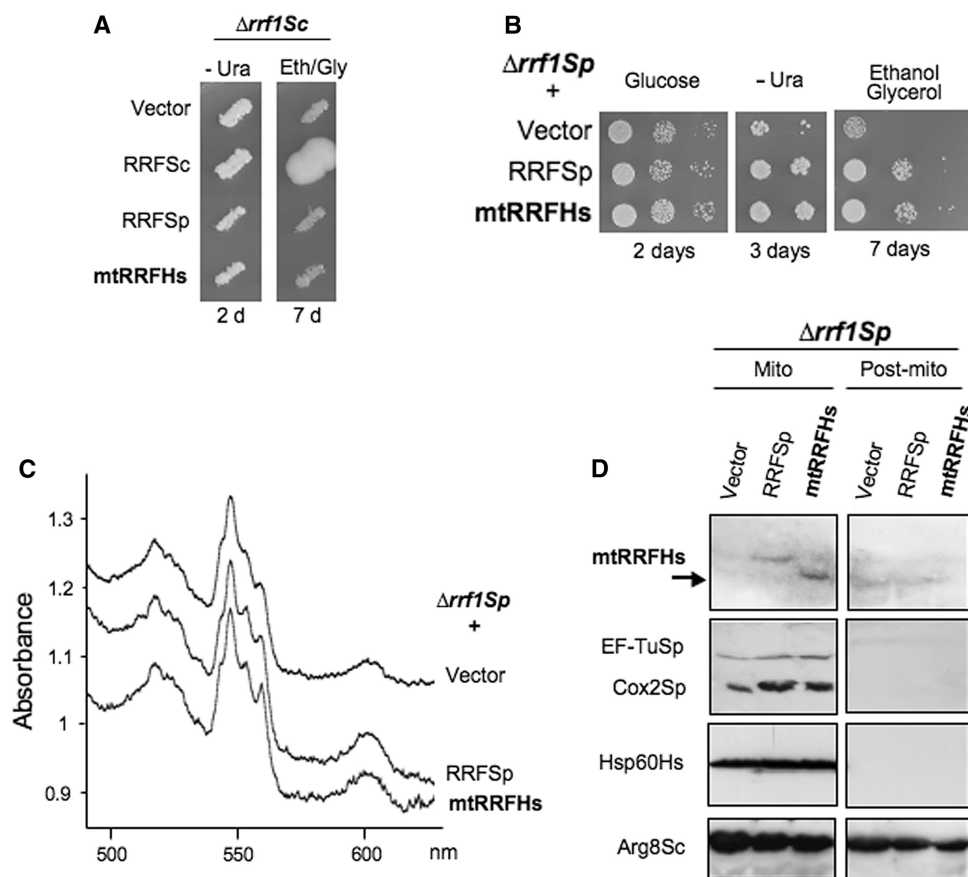 A
Δrrf1Sc
- Ura Eth/Gly
Vector
RRFSc
RRFSp
mtRRFHs
2 d 7 d
B
Δrrf1Sp
+
Glucose - Ura Ethanol
Glycerol
Vector
RRFSp
mtRRFHs
2 days 3 days 7 days
C
Absorbance
1.3
1.2
1.1
1
0.9
500 550 600 nm
Δrrf1Sp
+
Vector
RRFSp
mtRRFHs
D
Δrrf1Sp
Mito Post-mito
Vector RRFSp mtRRFHs Vector RRFSp mtRRFHs
mtRRFHs
EF-TuSp
Cox2Sp
Hsp60Hs
Arg8Sc